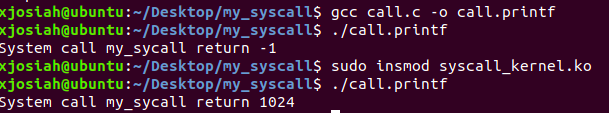 xjosiah@ubuntu:~/Desktop/my_syscall$ gcc call.c -o call.printf
xjosiah@ubuntu:~/Desktop/my_syscall$ ./call.printf
System call my_sycall return -1
xjosiah@ubuntu:~/Desktop/my_syscall$ sudo insmod syscall_kernel.ko
xjosiah@ubuntu:~/Desktop/my_syscall$ ./call.printf
System call my_sycall return 1024